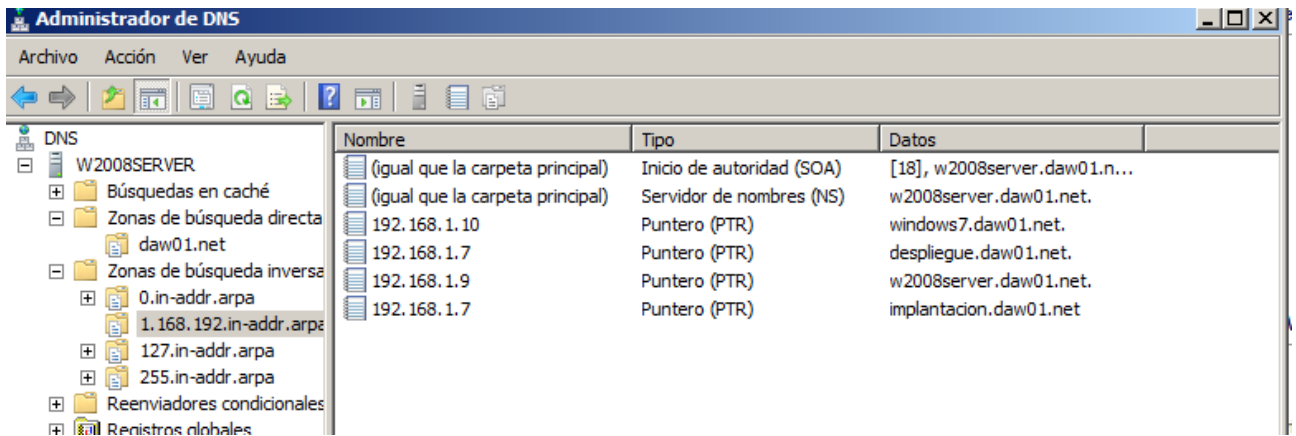 Administrador de DNS
Archivo Acción Ver Ayuda
DNS
W2008SERVER
Búsquedas en caché
Zonas de búsqueda directa
daw01.net
Zonas de búsqueda inversa
0.in-addr.arpa
1.168.192.in-addr.arpa
127.in-addr.arpa
255.in-addr.arpa
Reenviadores condicionales
Registros globales
Nombre Tipo Datos
(igual que la carpeta principal) Inicio de autoridad (SOA) [18], w2008server.daw01.n...
(igual que la carpeta principal) Servidor de nombres (NS) w2008server.daw01.net.
192.168.1.10 Puntero (PTR) windows7.daw01.net.
192.168.1.7 Puntero (PTR) despliegue.daw01.net.
192.168.1.9 Puntero (PTR) w2008server.daw01.net.
192.168.1.7 Puntero (PTR) implantacion.daw01.net